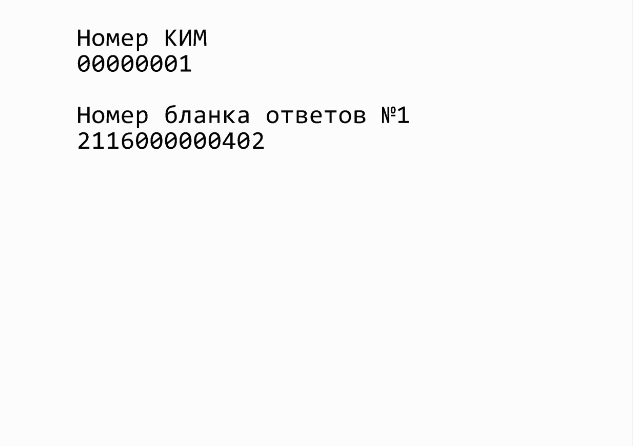 Номер КИМ
00000001
Номер бланка ответов №1
2116000000402